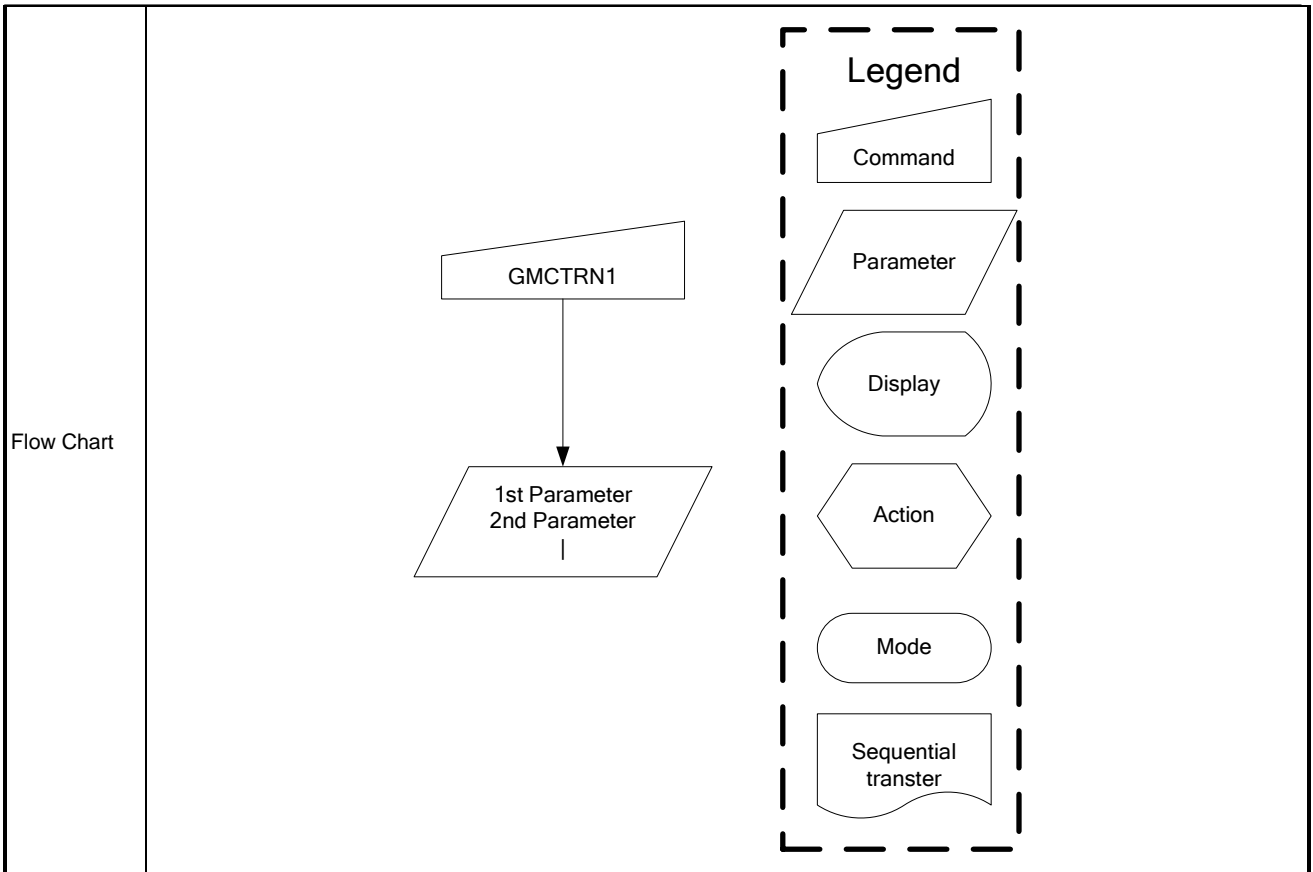 Flow Chart
GMCTRN1
1st Parameter
2nd Parameter
|
Legend
Command
Parameter
Display
Action
Mode
Sequential
transter